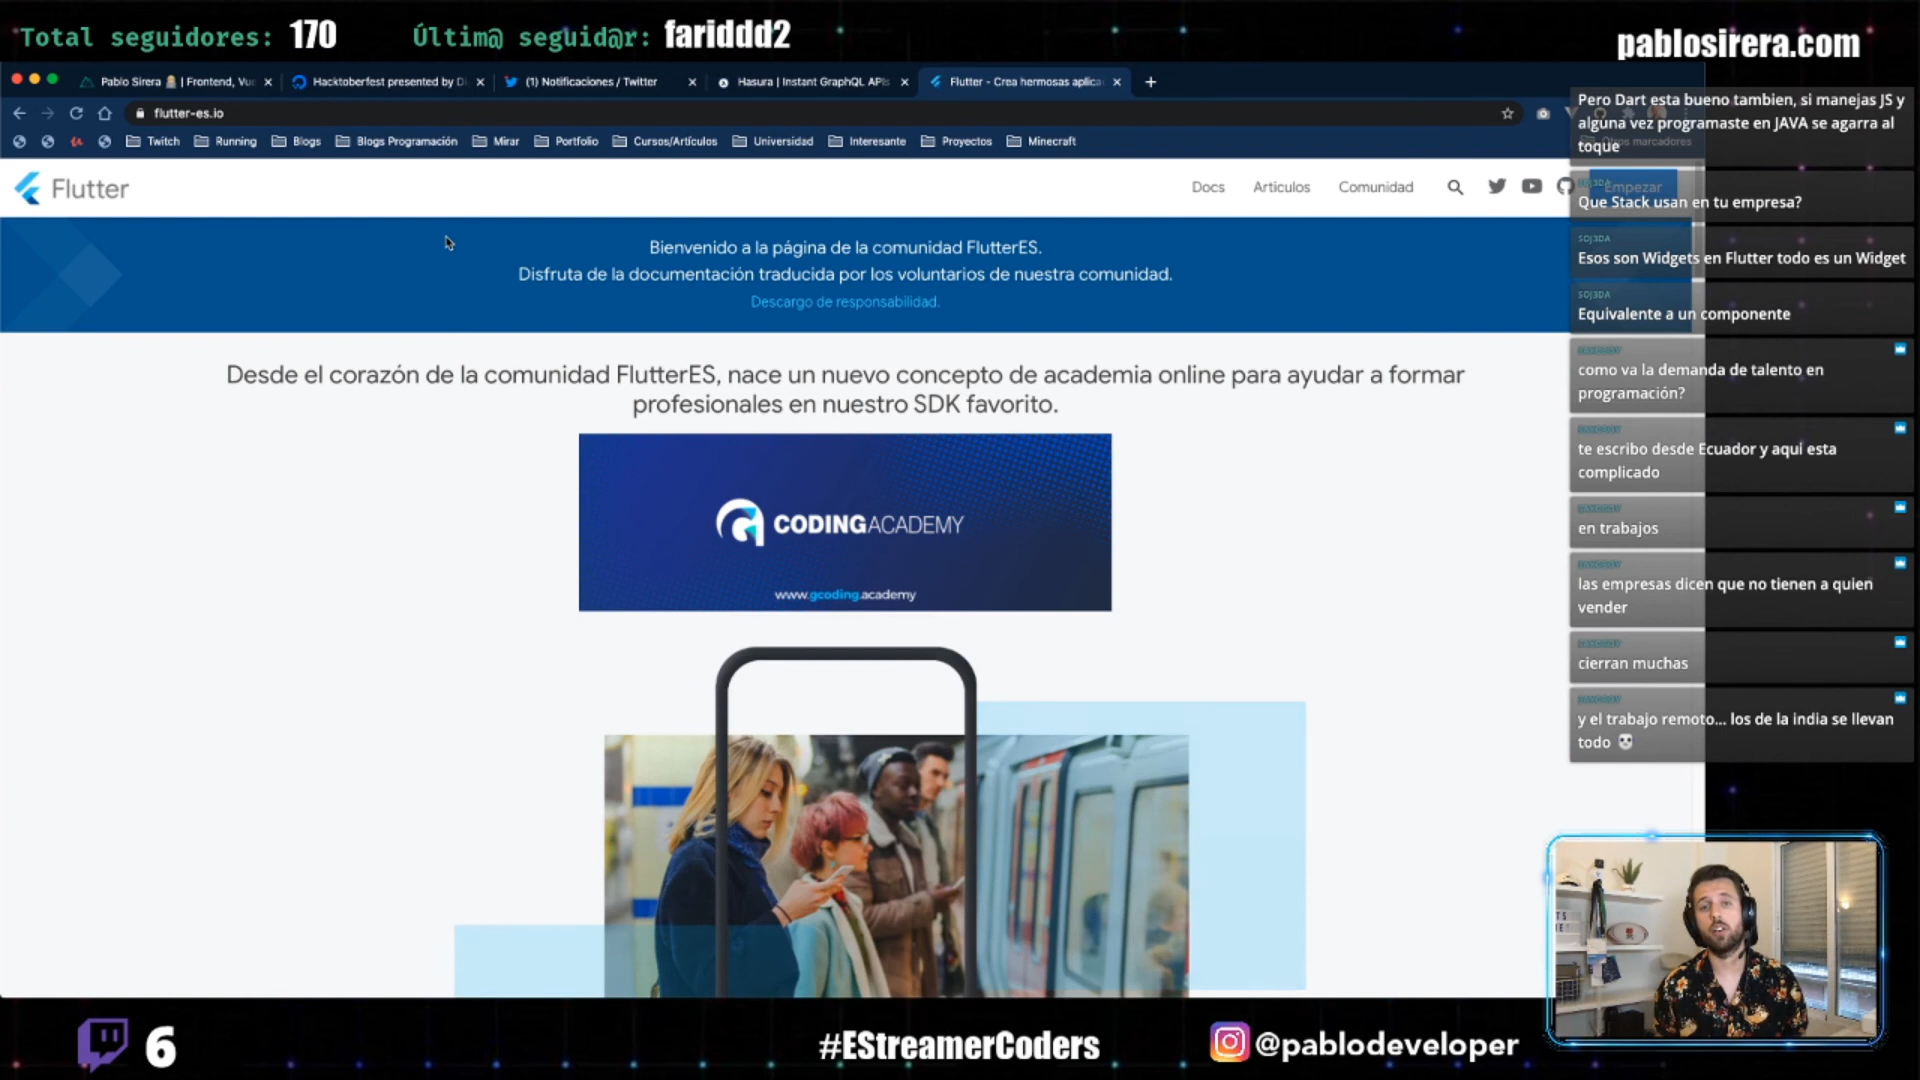 Total seguidores: 170
Últim@ seguid@r: fariddd2
pablosirera.com
Pablo Sirera
| Frontend, Vue
Hacktoberfest presented by Di
(1) Notificaciones / Twitter
Hasura | Instant GraphQL APIs
Flutter - Crea hermosas aplica
flutter-es.io
Twitch
Running
Blogs
Blogs Programación
Mirar
Portfolio
Cursos/Artículos
Universidad
Interesante
Proyectos
Minecraft
Otros marcadores
Flutter
Docs
Articulos
Comunidad
Empezar
Bienvenido a la página de la comunidad FlutterES.
Disfruta de la documentación traducida por los voluntarios de nuestra comunidad.
Descargo de responsabilidad.
Desde el corazón de la comunidad FlutterES, nace un nuevo concepto de academia online para ayudar a formar
profesionales en nuestro SDK favorito.
CODINGACADEMY
www.gcoding.academy
Pero Dart esta bueno tambien, si manejas JS y
alguna vez programaste en JAVA se agarra al
toque
Que Stack usan en tu empresa?
SOJ3DA
Esos son Widgets en Flutter todo es un Widget
SOJ3DA
Equivalente a un componente
como va la demanda de talento en
programación?
te escribo desde Ecuador y aqui esta
complicado
en trabajos
las empresas dicen que no tienen a quien
vender
cierran muchas
y el trabajo remoto... los de la india se llevan
todo
6
#EStreamerCoders
@pablodeveloper